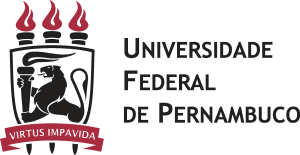 VIRTUS IMPAVIDA
UNIVERSIDADE
FEDERAL
DE PERNAMBUCO